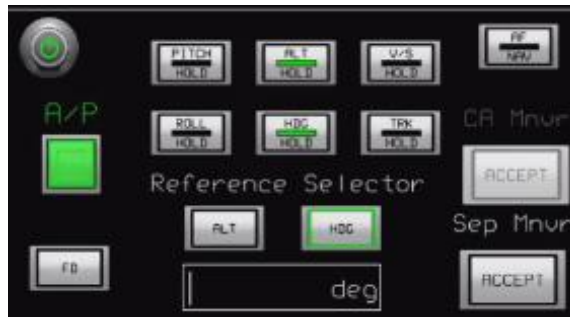 PITCH HOLD
ALT HOLD
V/S HOLD
AF NAV
A/P
ROLL HOLD
HDG HOLD
TRK HOLD
CA Mnvr
ACCEPT
Reference Selector
ALT
HDG
Sep Mnvr
FD
deg
ACCEPT